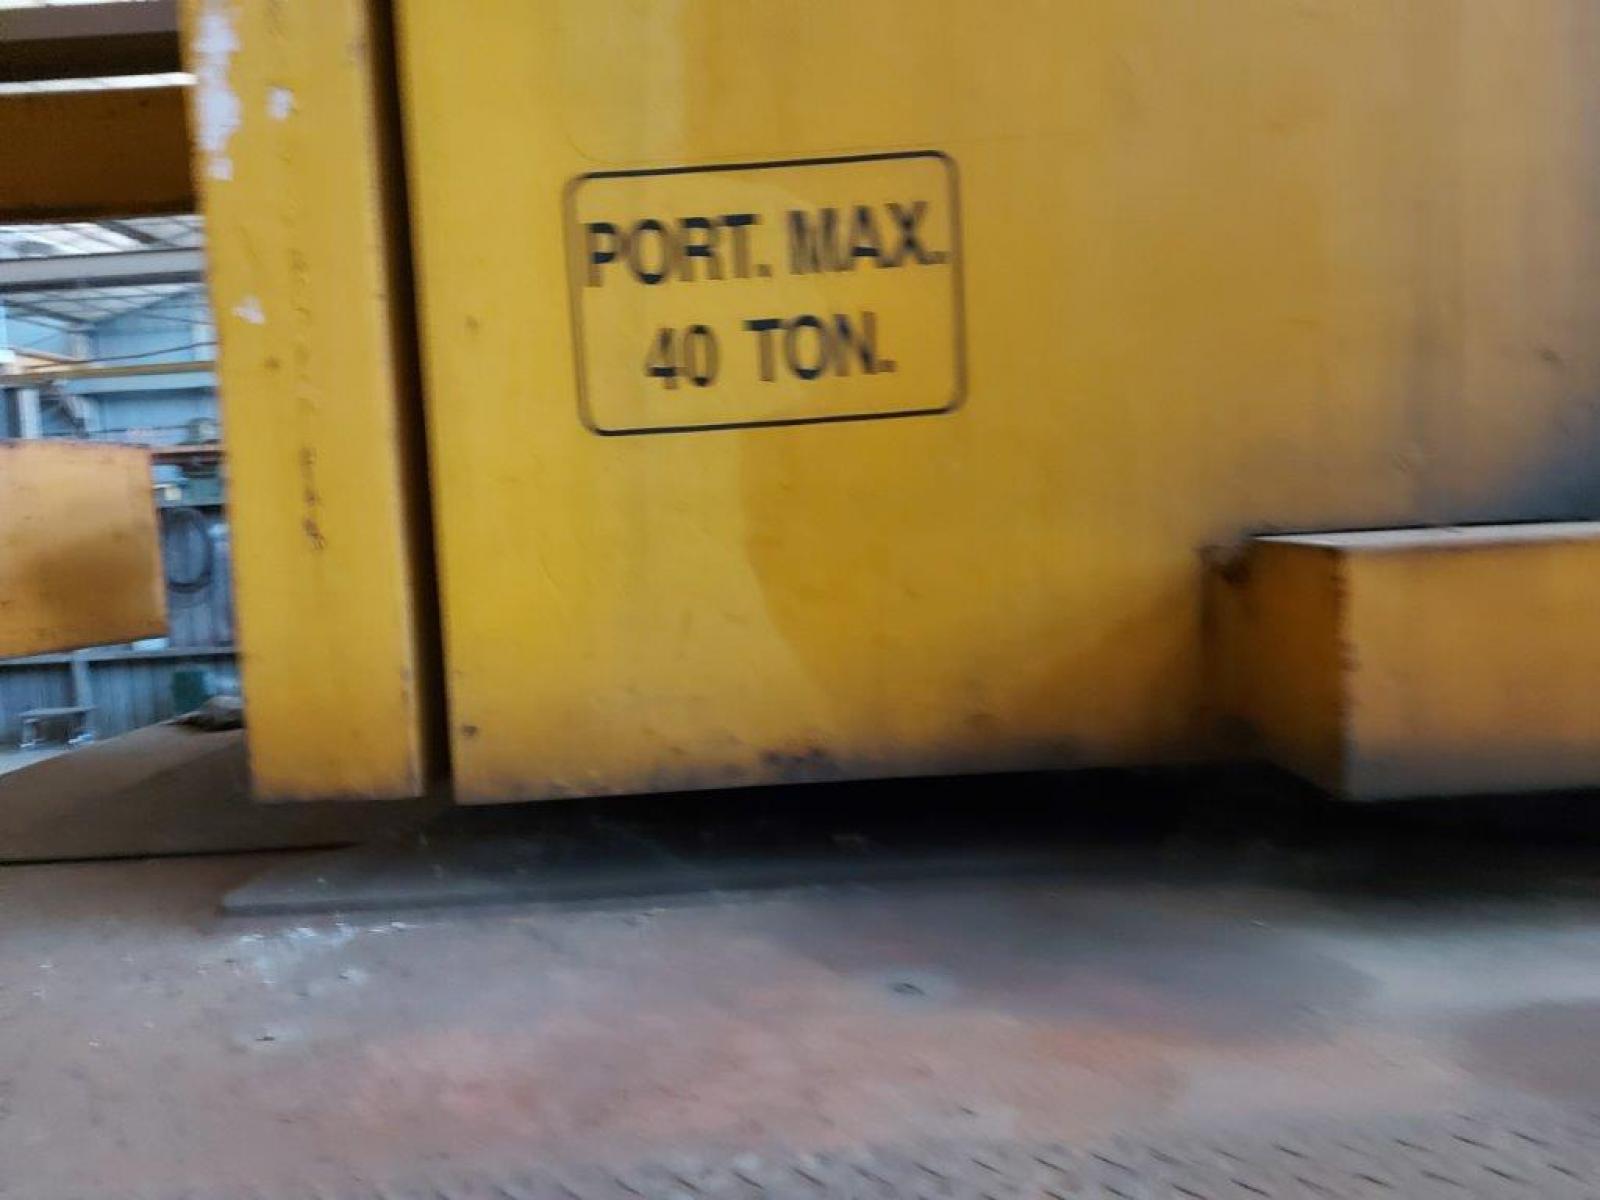 PORT. MAX.
40 TON.